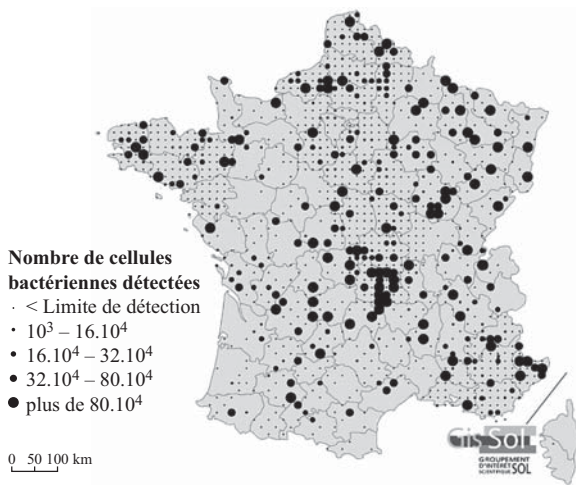 Nombre de cellules
bactériennes détectées
< Limite de détection
10³ – 16.10⁴
16.10⁴ – 32.10⁴
32.10⁴ – 80.10⁴
plus de 80.10⁴
0 50 100 km
Gis Sol
GROUPEMENT
D'INTÉRÊT
SCIENTIFIQUE SOL